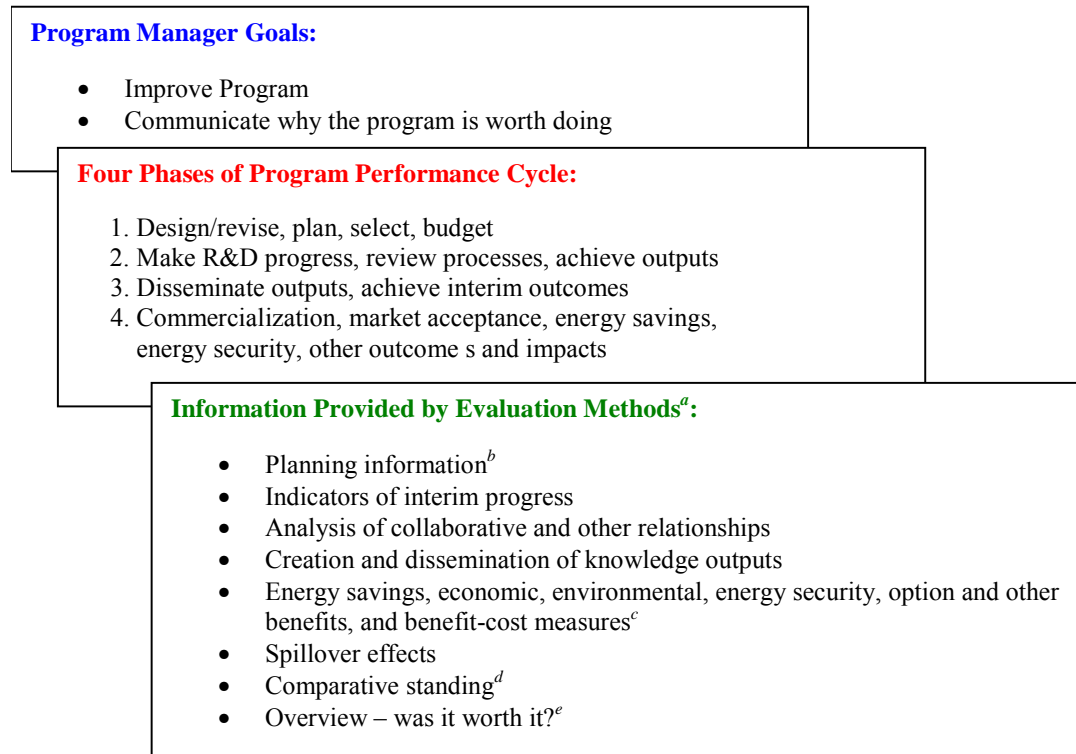 Program Manager Goals:
• Improve Program
• Communicate why the program is worth doing
Four Phases of Program Performance Cycle:
1. Design/revise, plan, select, budget
2. Make R&D progress, review processes, achieve outputs
3. Disseminate outputs, achieve interim outcomes
4. Commercialization, market acceptance, energy savings,
energy security, other outcome s and impacts
Information Provided by Evaluation Methodsa:
• Planning informationb
• Indicators of interim progress
• Analysis of collaborative and other relationships
• Creation and dissemination of knowledge outputs
• Energy savings, economic, environmental, energy security, option and other
benefits, and benefit-cost measuresc
• Spillover effects
• Comparative standingd
• Overview – was it worth it?e